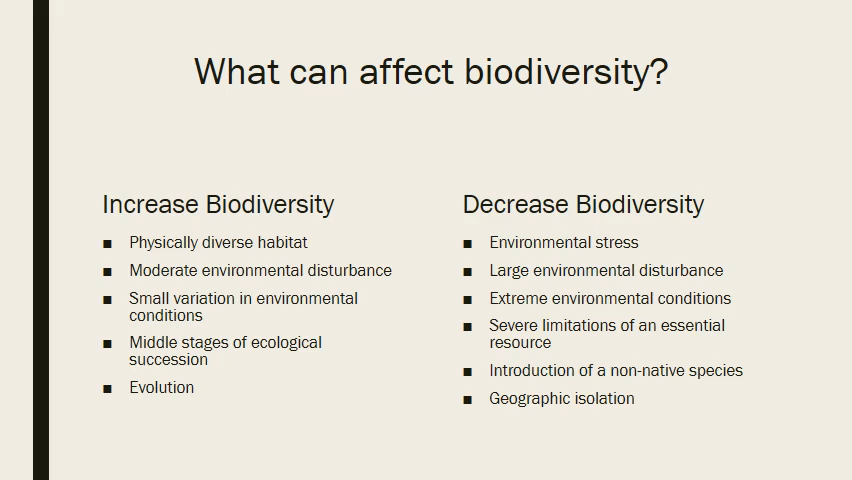 What can affect biodiversity?
Increase Biodiversity
■ Physically diverse habitat
■ Moderate environmental disturbance
■ Small variation in environmental
conditions
■ Middle stages of ecological
succession
■ Evolution
Decrease Biodiversity
■ Environmental stress
■ Large environmental disturbance
■ Extreme environmental conditions
■ Severe limitations of an essential
resource
■ Introduction of a non-native species
■ Geographic isolation